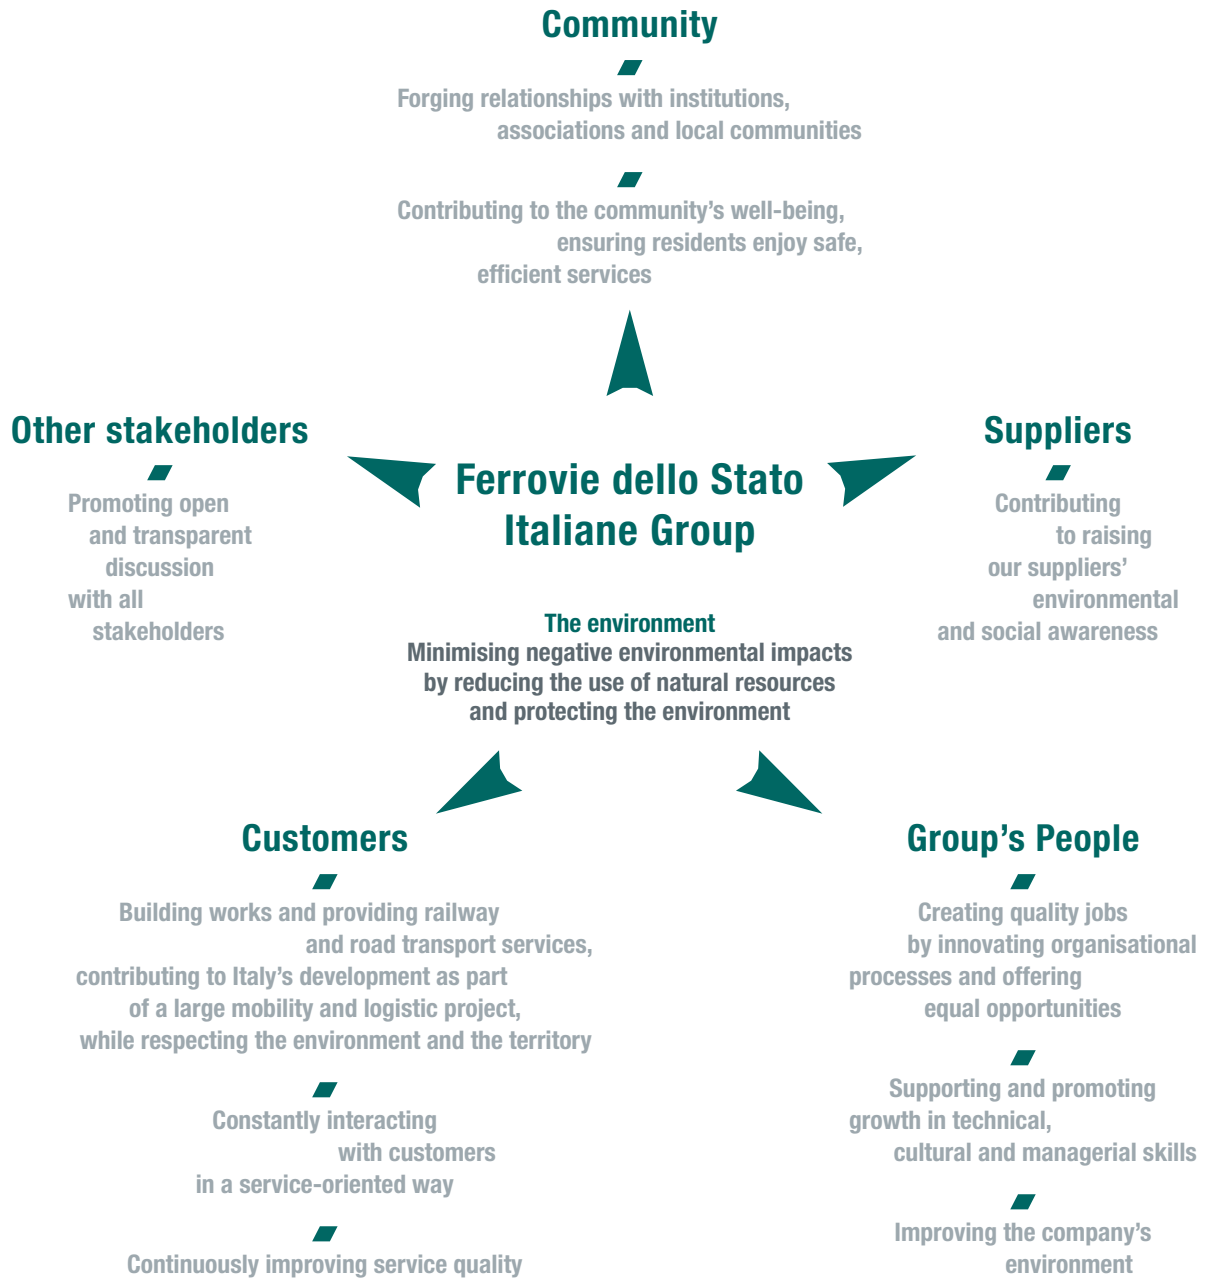 Community
Forging relationships with institutions,
associations and local communities
Contributing to the community's well-being,
ensuring residents enjoy safe,
efficient services
Other stakeholders
Promoting open
and transparent
discussion
with all
stakeholders
Ferrovie dello Stato
Italiane Group
The environment
Minimising negative environmental impacts
by reducing the use of natural resources
and protecting the environment
Suppliers
Contributing
to raising
our suppliers'
environmental
and social awareness
Customers
Building works and providing railway
and road transport services,
contributing to Italy's development as part
of a large mobility and logistic project,
while respecting the environment and the territory
Constantly interacting
with customers
in a service-oriented way
Continuously improving service quality
Group's People
Creating quality jobs
by innovating organisational
processes and offering
equal opportunities
Supporting and promoting
growth in technical,
cultural and managerial skills
Improving the company's
environment